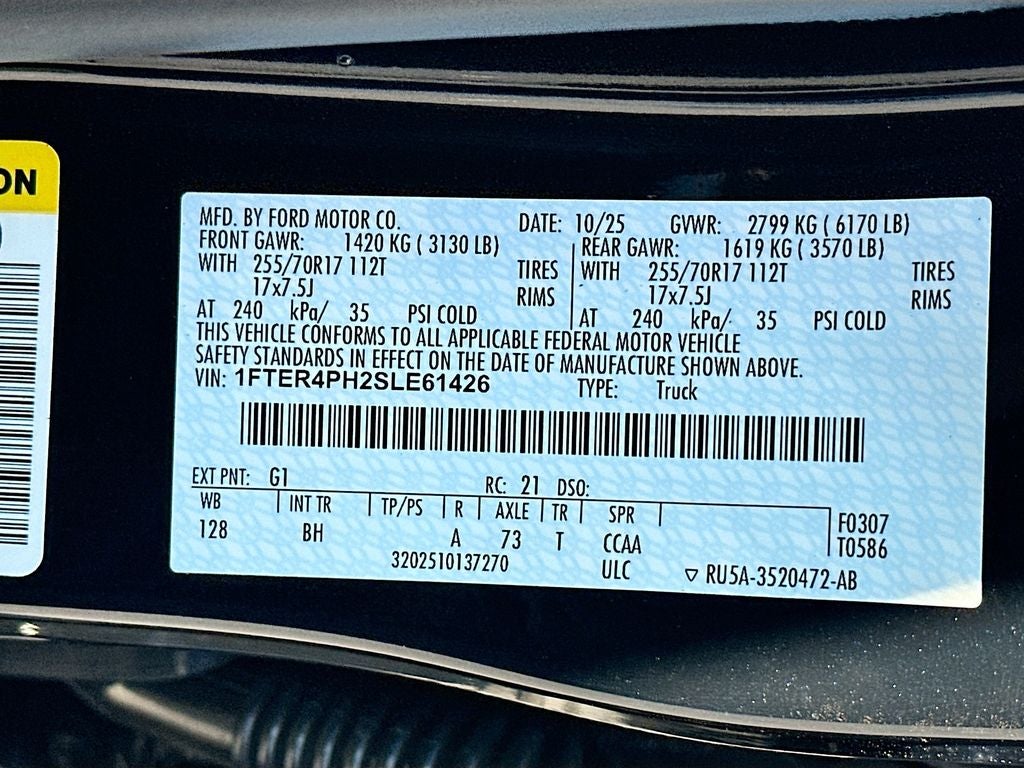 ON
MFD. BY FORD MOTOR CO. DATE: 10/25 GVWR: 2799 KG ( 6170 LB)
FRONT GAWR: 1420 KG ( 3130 LB) REAR GAWR: 1619 KG ( 3570 LB)
WITH 255/70R17 112T TIRES WITH 255/70R17 112T TIRES
17x7.5J RIMS 17x7.5J RIMS
AT 240 kPa/ 35 PSI COLD AT 240 kPa/ 35 PSI COLD
THIS VEHICLE CONFORMS TO ALL APPLICABLE FEDERAL MOTOR VEHICLE
SAFETY STANDARDS IN EFFECT ON THE DATE OF MANUFACTURE SHOWN ABOVE.
VIN: 1FTER4PH2SLE61426 TYPE: Truck
EXT PNT: G1 RC: 21 DSO:
WB INT TR TP/PS R AXLE TR SPR F0307
128 BH A 73 T CCAA T0586
3202510137270 ULC ▽ RU5A-3520472-AB